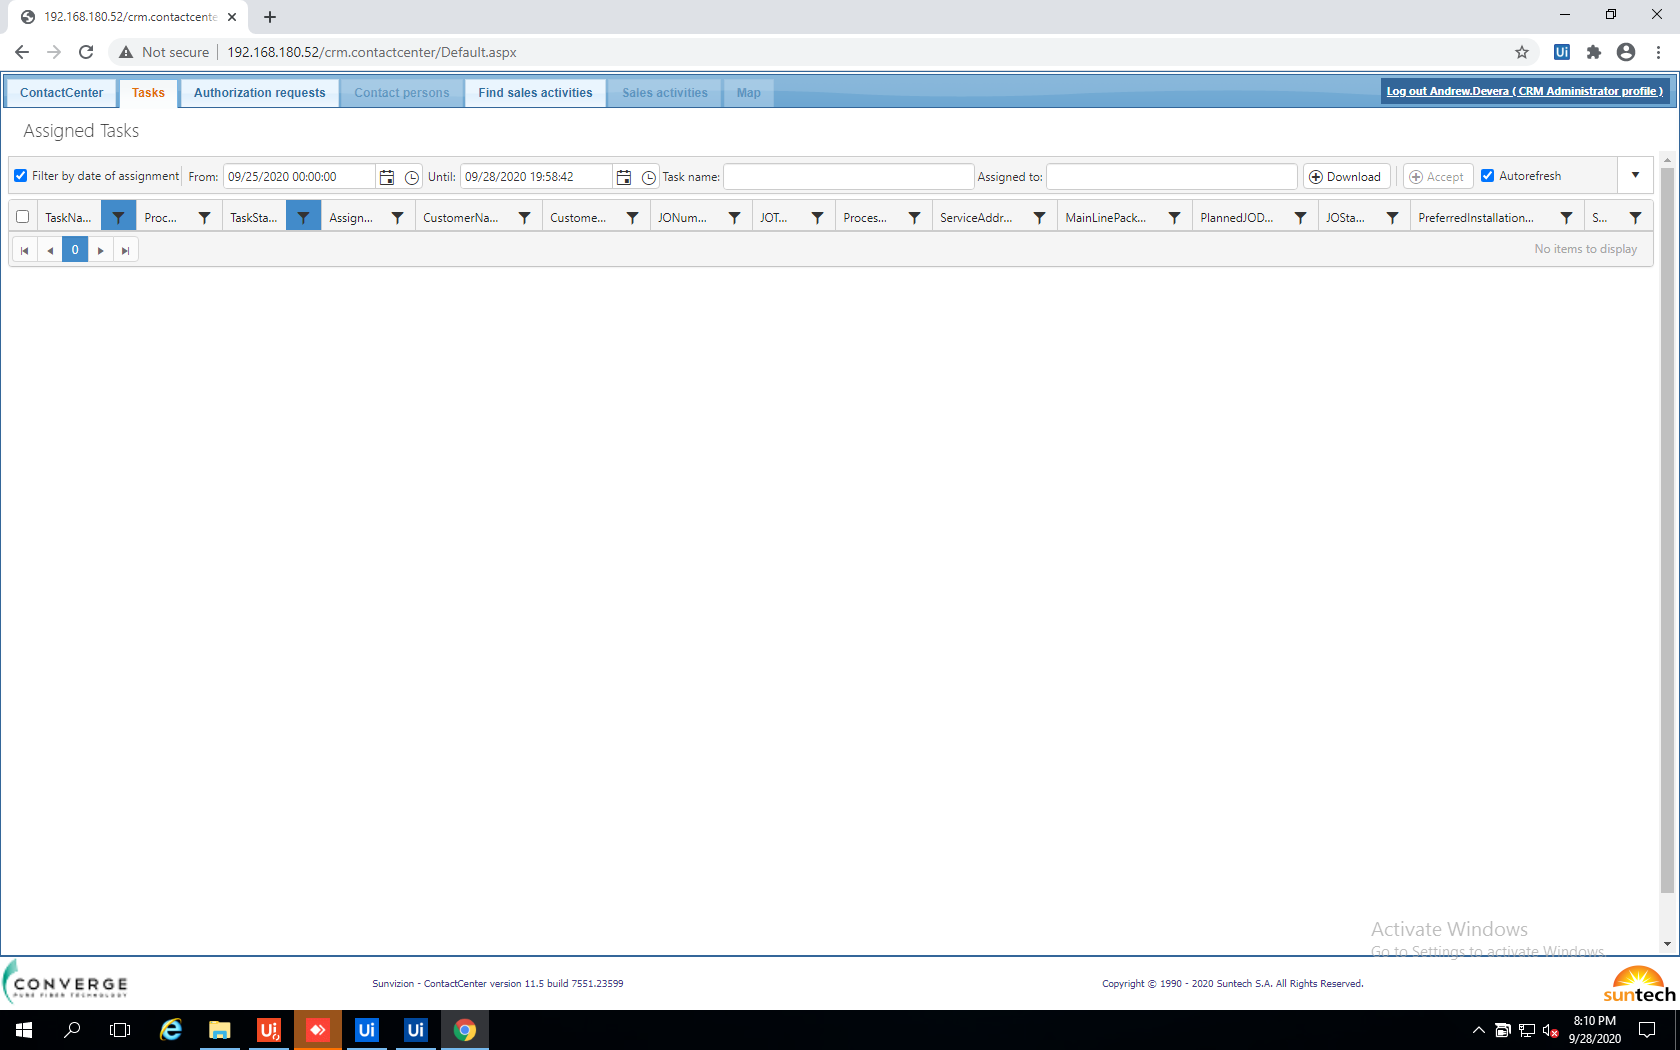 192.168.180.52/crm.contactcente
Not secure 192.168.180.52/crm.contactcenter/Default.aspx
Ui
ContactCenter Tasks Authorization requests Contact persons Find sales activities Sales activities Map Log out Andrew.Devera ( CRM Administrator profile )
Assigned Tasks
Filter by date of assignment From: 09/25/2020 00:00:00 Until: 09/28/2020 19:58:42 Task name: Assigned to: Download Accept Autorefresh
TaskNa... Proc... TaskSta... Assign... CustomerNa... Custome... JONum... JOT... Proces... ServiceAddr... MainLinePack... PlannedJOD... JOSta... PreferredInstallation... S...
0 No items to display
Activate Windows
Go to Settings to activate Windows.
CONVERGE
PURE FIBER TECHNOLOGY
Sunvizion - ContactCenter version 11.5 build 7551.23599
Copyright © 1990 - 2020 Suntech S.A. All Rights Reserved.
suntech
Ui Ui Ui
8:10 PM
9/28/2020